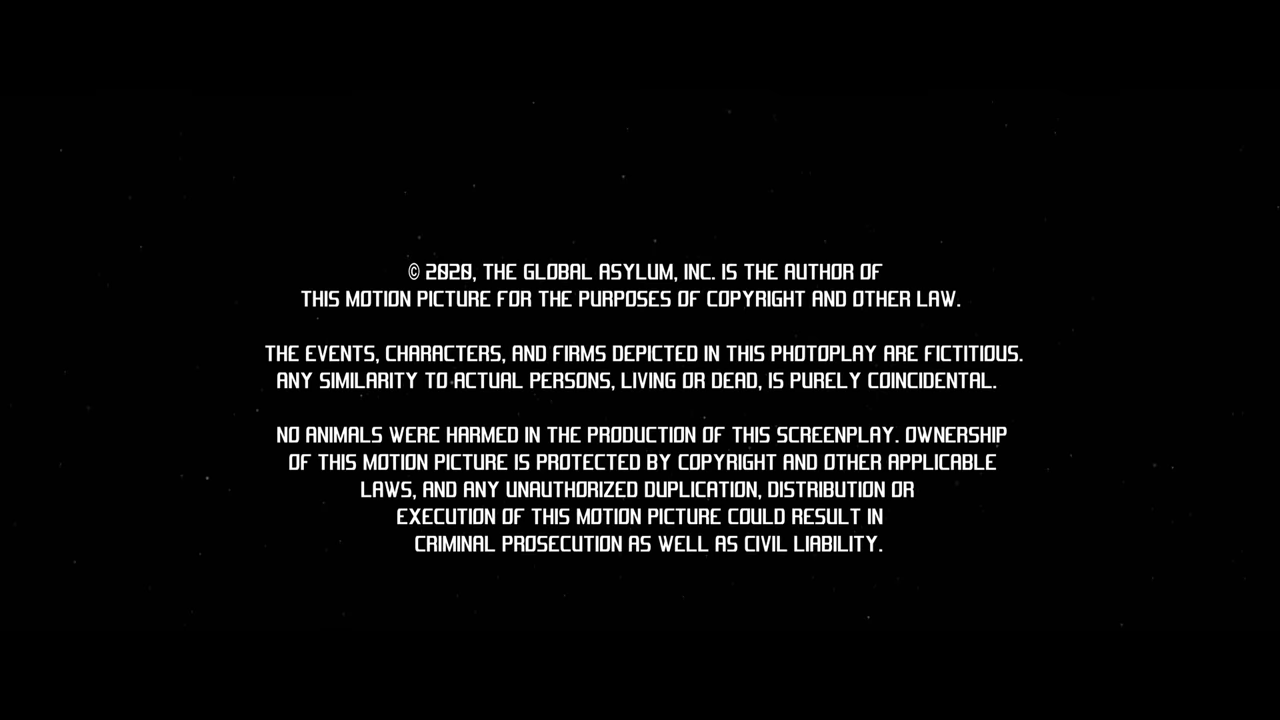 © 2020, THE GLOBAL ASYLUM, INC. IS THE AUTHOR OF
THIS MOTION PICTURE FOR THE PURPOSES OF COPYRIGHT AND OTHER LAW.
THE EVENTS, CHARACTERS, AND FIRMS DEPICTED IN THIS PHOTOPLAY ARE FICTITIOUS.
ANY SIMILARITY TO ACTUAL PERSONS, LIVING OR DEAD, IS PURELY COINCIDENTAL.
NO ANIMALS WERE HARMED IN THE PRODUCTION OF THIS SCREENPLAY. OWNERSHIP
OF THIS MOTION PICTURE IS PROTECTED BY COPYRIGHT AND OTHER APPLICABLE
LAWS, AND ANY UNAUTHORIZED DUPLICATION, DISTRIBUTION OR
EXECUTION OF THIS MOTION PICTURE COULD RESULT IN
CRIMINAL PROSECUTION AS WELL AS CIVIL LIABILITY.